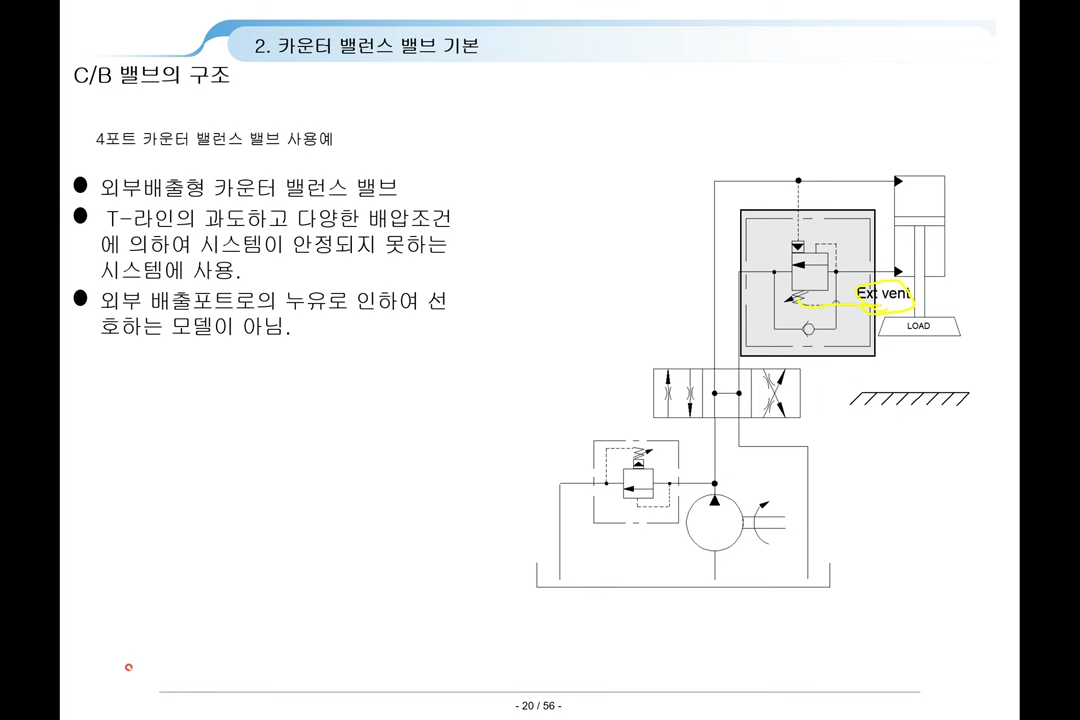 2. 카운터 밸런스 밸브 기본
C/B 밸브의 구조
4포트 카운터 밸런스 밸브 사용예
외부배출형 카운터 밸런스 밸브
T-라인의 과도하고 다양한 배압조건
에 의하여 시스템이 안정되지 못하는
시스템에 사용.
외부 배출포트로의 누유로 인하여 선
호하는 모델이 아님.
Ext vent
LOAD
- 20 / 56 -